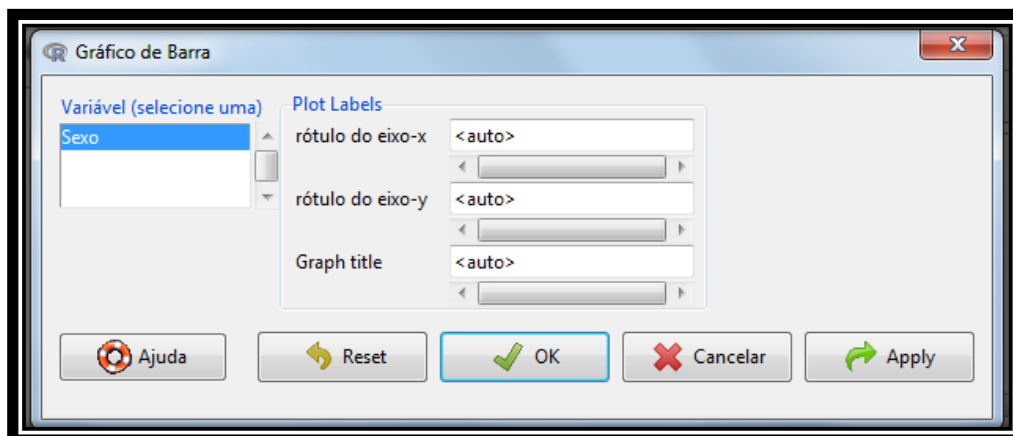 Gráfico de Barra
Variável (selecione uma)
Sexo
Plot Labels
rótulo do eixo-x
<auto>
rótulo do eixo-y
<auto>
Graph title
<auto>
Ajuda
Reset
OK
Cancelar
Apply